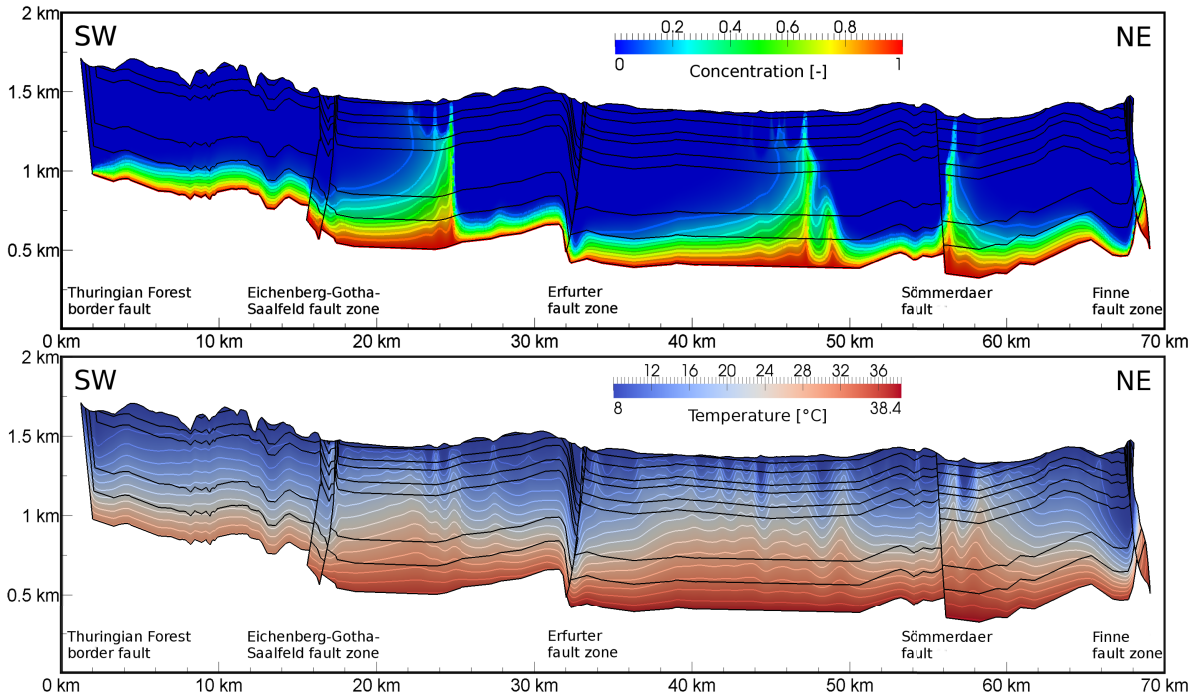 2 km
SW
0.2 0.4 0.6 0.8
NE
0 1
Concentration [-]
1.5 km
1 km
0.5 km
Thuringian Forest
border fault
Eichenberg-Gotha-
Saalfeld fault zone
Erfurter
fault zone
Sömmerdaer
fault
Finne
fault zone
0 km 10 km 20 km 30 km 40 km 50 km 60 km 70 km
2 km
SW
12 16 20 24 28 32 36
NE
8 38.4
Temperature [°C]
1.5 km
1 km
0.5 km
Thuringian Forest
border fault
Eichenberg-Gotha-
Saalfeld fault zone
Erfurter
fault zone
Sömmerdaer
fault
Finne
fault zone
0 km 10 km 20 km 30 km 40 km 50 km 60 km 70 km